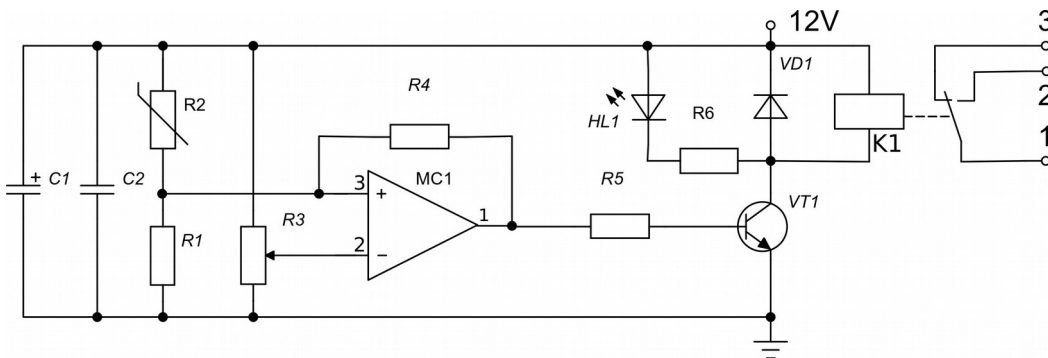 12V
3
VD1
R4
R2
2
HL1
R6
K1
1
+ C1
C2
3
+
MC1
R5
R1
R3
1
VT1
2
-